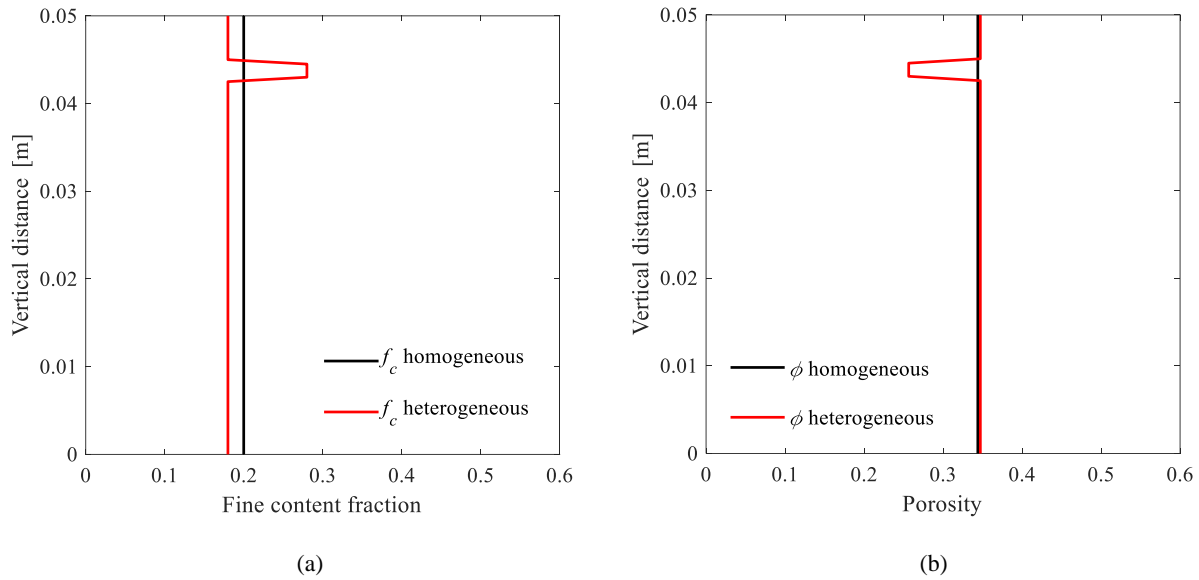 0.05
0.04
0.03
0.02
0.01
0
Vertical distance [m]
f_c homogeneous
f_c heterogeneous
0 0.1 0.2 0.3 0.4 0.5 0.6
Fine content fraction
(a)
0.05
0.04
0.03
0.02
0.01
0
Vertical distance [m]
ϕ homogeneous
ϕ heterogeneous
0 0.1 0.2 0.3 0.4 0.5 0.6
Porosity
(b)